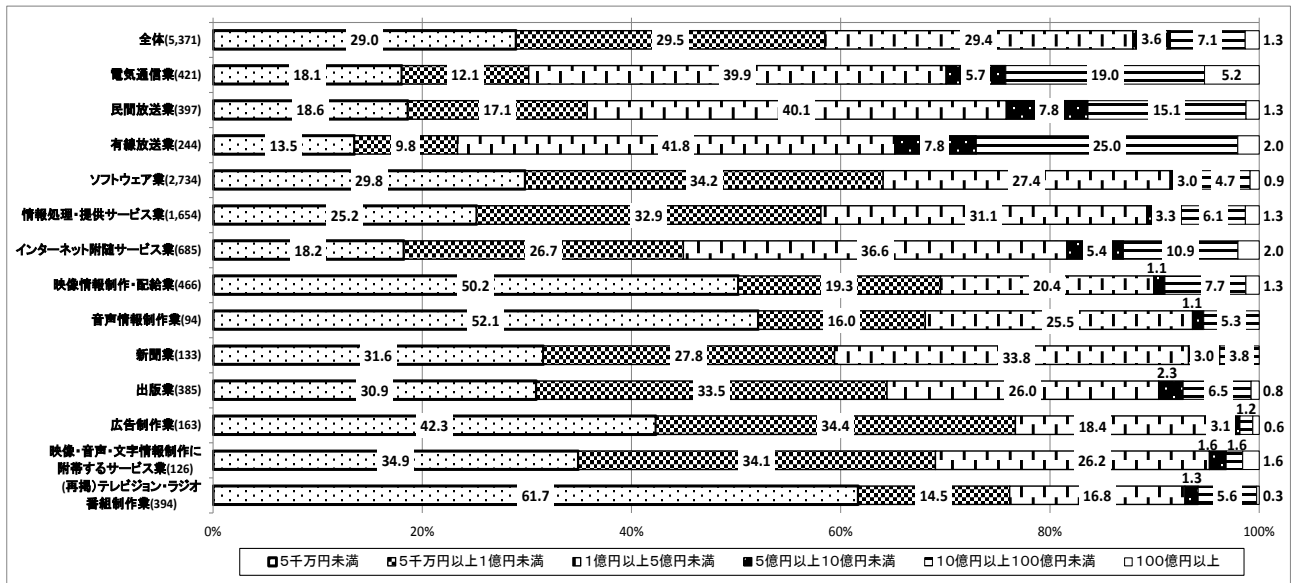 全体(5,371) 29.0 29.5 29.4 3.6 7.1 1.3
電気通信業(421) 18.1 12.1 39.9 5.7 19.0 5.2
民間放送業(397) 18.6 17.1 40.1 7.8 15.1 1.3
有線放送業(244) 13.5 9.8 41.8 7.8 25.0 2.0
ソフトウェア業(2,734) 29.8 34.2 27.4 3.0 4.7 0.9
情報処理・提供サービス業(1,654) 25.2 32.9 31.1 3.3 6.1 1.3
インターネット附随サービス業(685) 18.2 26.7 36.6 5.4 10.9 2.0
映像情報制作・配給業(466) 50.2 19.3 20.4 1.1 7.7 1.3
音声情報制作業(94) 52.1 16.0 25.5 1.1 5.3
新聞業(133) 31.6 27.8 33.8 3.0 3.8
出版業(385) 30.9 33.5 26.0 2.3 6.5 0.8
広告制作業(163) 42.3 34.4 18.4 3.1 1.2 0.6
映像・音声・文字情報制作に
附帯するサービス業(126) 34.9 34.1 26.2 1.6 1.6 1.6
(再掲)テレビジョン・ラジオ
番組制作業(394) 61.7 14.5 16.8 1.3 5.6 0.3
0% 20% 40% 60% 80% 100%
5千万円未満 5千万円以上1億円未満 1億円以上5億円未満 5億円以上10億円未満 10億円以上100億円未満 100億円以上